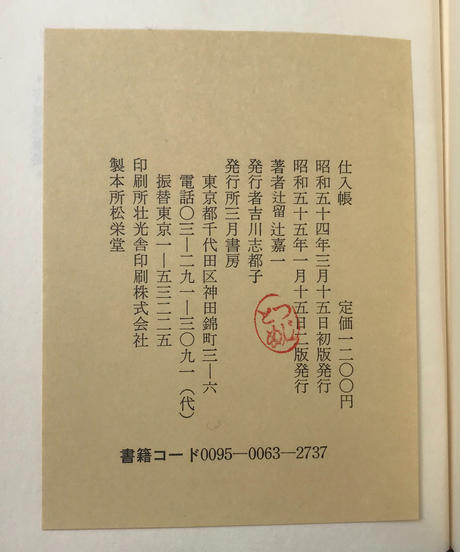 仕入帳　定価一二〇〇円
昭和五十四年三月十五日初版発行
昭和五十五年一月十五日二版発行
著者辻留 辻嘉一
発行者吉川志都子
発行所三月書房
東京都千代田区神田錦町三―六
電話〇三―二九一―三〇九一(代)
振替東京一―五三二二二五
印刷所壮光舎印刷株式会社
製本所松栄堂
つじとめ
書籍コード0095―0063―2737